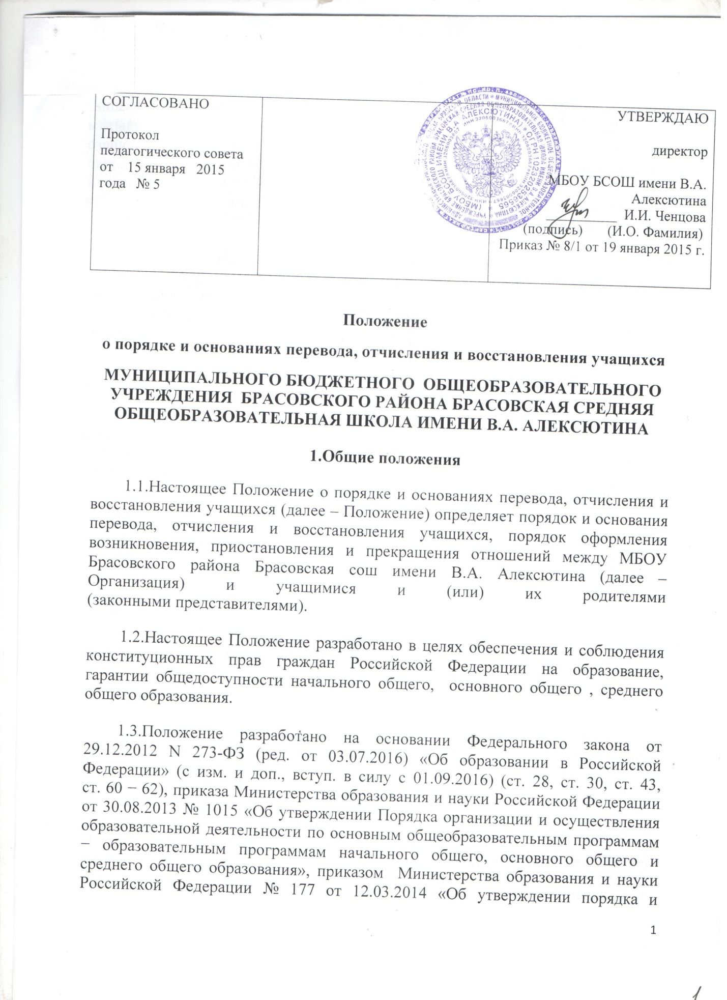 СОГЛАСОВАНО
Протокол
педагогического совета
от 15 января 2015
года № 5
УТВЕРЖДАЮ
директор
МБОУ БСОШ имени В.А.
Алексютина
____________ И.И. Ченцова
(подпись) (И.О. Фамилия)
Приказ № 8/1 от 19 января 2015 г.
Положение
о порядке и основаниях перевода, отчисления и восстановления учащихся
МУНИЦИПАЛЬНОГО БЮДЖЕТНОГО ОБЩЕОБРАЗОВАТЕЛЬНОГО
УЧРЕЖДЕНИЯ БРАСОВСКОГО РАЙОНА БРАСОВСКАЯ СРЕДНЯЯ
ОБЩЕОБРАЗОВАТЕЛЬНАЯ ШКОЛА ИМЕНИ В.А. АЛЕКСЮТИНА
1.Общие положения
1.1.Настоящее Положение о порядке и основаниях перевода, отчисления и
восстановления учащихся (далее – Положение) определяет порядок и основания
перевода, отчисления и восстановления учащихся, порядок оформления
возникновения, приостановления и прекращения отношений между МБОУ
Брасовского района Брасовская сош имени В.А. Алексютина (далее –
Организация) и учащимися и (или) их родителями
(законными представителями).
1.2.Настоящее Положение разработано в целях обеспечения и соблюдения
конституционных прав граждан Российской Федерации на образование,
гарантии общедоступности начального общего, основного общего , среднего
общего образования.
1.3.Положение разработано на основании Федерального закона от
29.12.2012 N 273-ФЗ (ред. от 03.07.2016) «Об образовании в Российской
Федерации» (с изм. и доп., вступ. в силу с 01.09.2016) (ст. 28, ст. 30, ст. 43,
ст. 60 − 62), приказа Министерства образования и науки Российской Федерации
от 30.08.2013 № 1015 «Об утверждении Порядка организации и осуществления
образовательной деятельности по основным общеобразовательным программам
− образовательным программам начального общего, основного общего и
среднего общего образования», приказом Министерства образования и науки
Российской Федерации № 177 от 12.03.2014 «Об утверждении порядка и
1
(МБОУ БСОШ ИМЕНИ В.А. АЛЕКСЮТИНА) * ОГРН 1023202536565
ИНН 3206003667